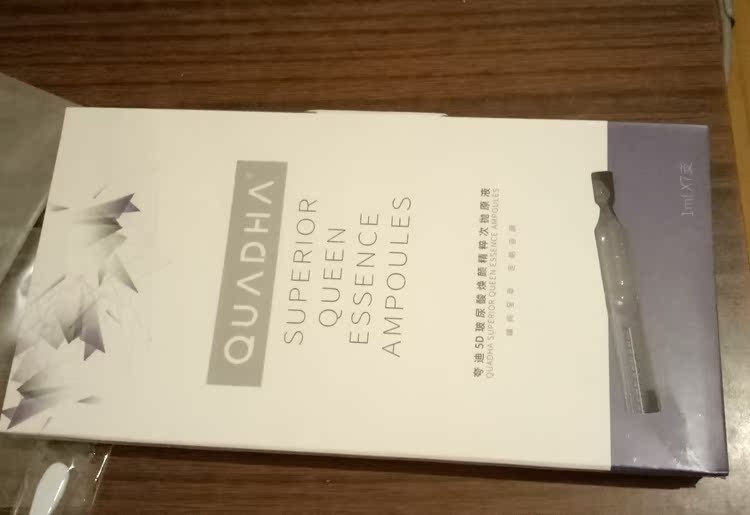 QUADHA®
SUPERIOR
QUEEN
ESSENCE
AMPOULES
夸迪5D玻尿酸焕颜精粹次抛原液
QUADHA SUPERIOR QUEEN ESSENCE AMPOULES
1ml X7支